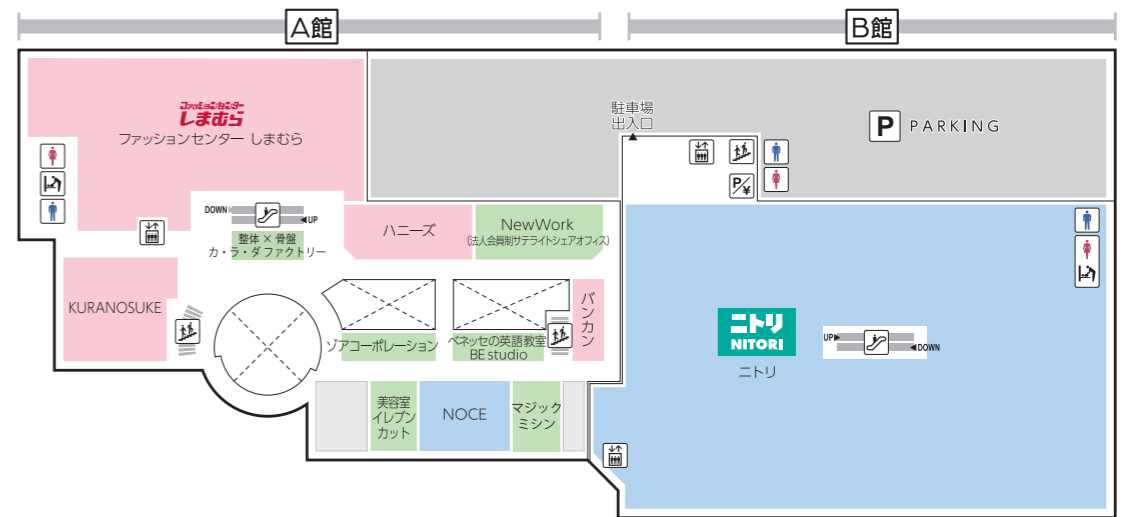 A館
B館
ファッションセンター
しまむら
ファッションセンター しまむら
駐車場
出入口
P PARKING
P/¥
DOWN
UP
整体 × 骨盤
カ・ラ・ダ ファクトリー
ハニーズ
NewWork
(法人会員制サテライトシェアオフィス)
KURANOSUKE
ゾアコーポレーション
ベネッセの英語教室
BE studio
バンカン
ニトリ
NITORI
ニトリ
UP
DOWN
美容室
イレブン
カット
NOCE
マジック
ミシン